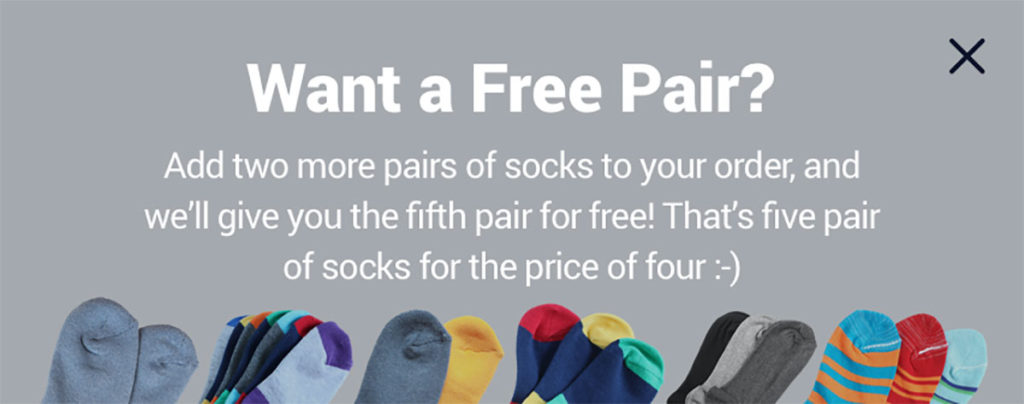 Want a Free Pair?
Add two more pairs of socks to your order, and
we’ll give you the fifth pair for free! That’s five pair
of socks for the price of four :-)